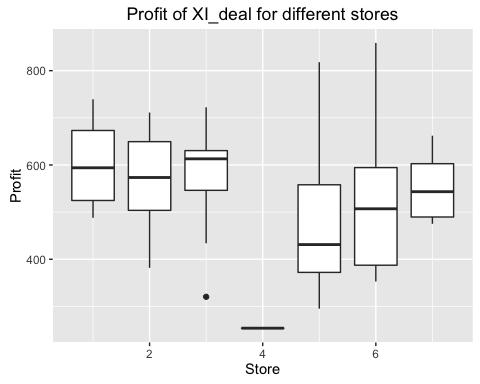 Profit of XI_deal for different stores
Profit
800
600
400
2 4 6
Store